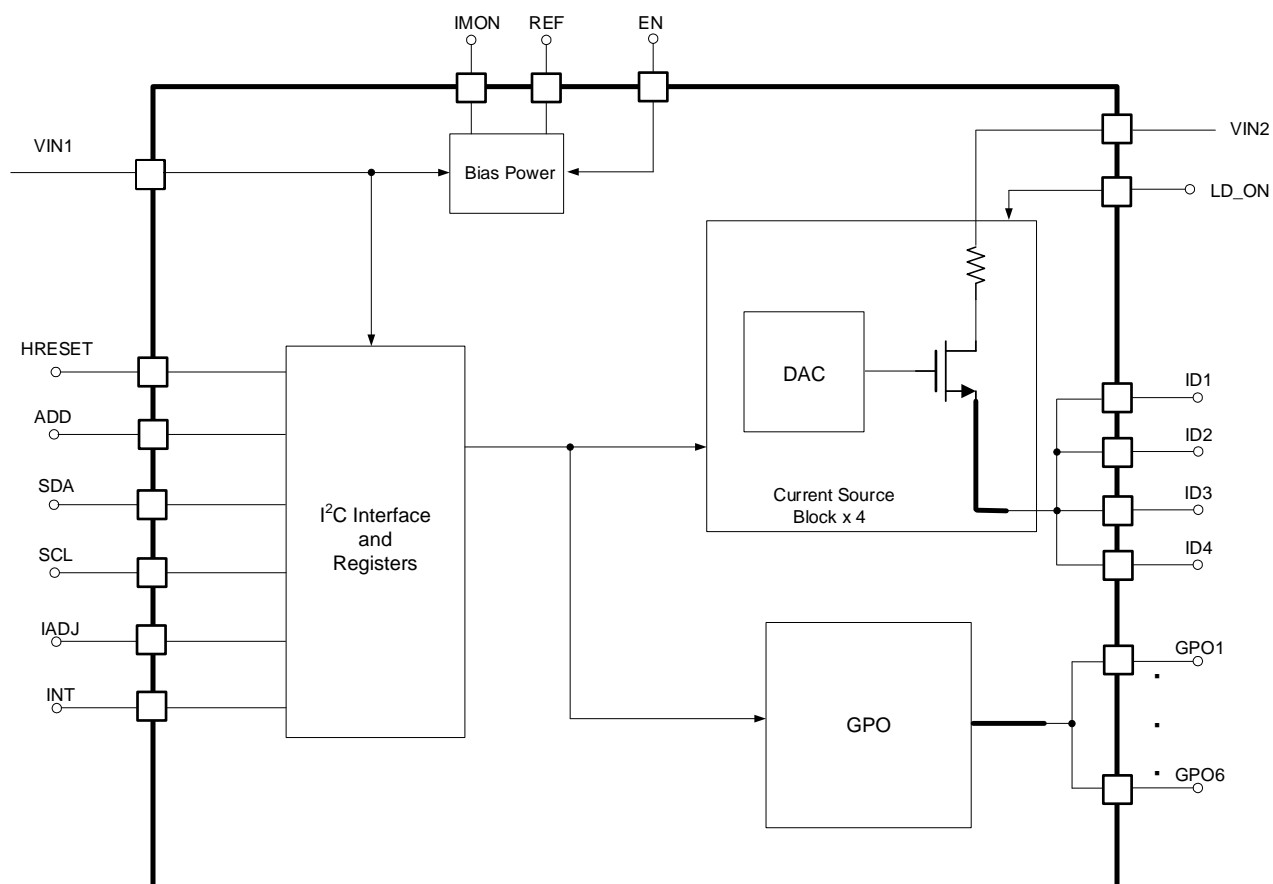 IMON
REF
EN
VIN1
Bias Power
VIN2
LD_ON
HRESET
ADD
SDA
SCL
IADJ
INT
I²C Interface
and
Registers
DAC
Current Source
Block x 4
ID1
ID2
ID3
ID4
GPO
GPO1
GPO6